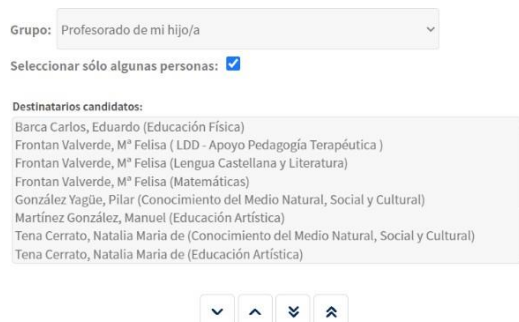 Grupo: Profesorado de mi hijo/a
Seleccionar sólo algunas personas:
Destinatarios candidatos:
Barca Carlos, Eduardo (Educación Física)
Frontan Valverde, Mª Felisa ( LDD - Apoyo Pedagogía Terapéutica )
Frontan Valverde, Mª Felisa (Lengua Castellana y Literatura)
Frontan Valverde, Mª Felisa (Matemáticas)
González Yagüe, Pilar (Conocimiento del Medio Natural, Social y Cultural)
Martínez González, Manuel (Educación Artística)
Tena Cerrato, Natalia Maria de (Conocimiento del Medio Natural, Social y Cultural)
Tena Cerrato, Natalia Maria de (Educación Artística)